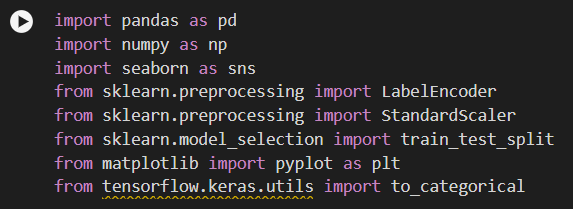 import pandas as pd
import numpy as np
import seaborn as sns
from sklearn.preprocessing import LabelEncoder
from sklearn.preprocessing import StandardScaler
from sklearn.model_selection import train_test_split
from matplotlib import pyplot as plt
from tensorflow.keras.utils import to_categorical